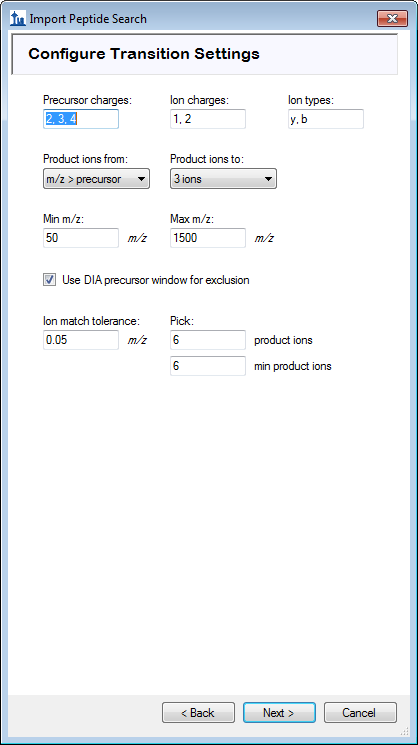 Import Peptide Search
Configure Transition Settings
Precursor charges: Ion charges: Ion types:
2, 3, 4 1, 2 y, b
Product ions from: Product ions to:
m/z > precursor 3 ions
Min m/z: Max m/z:
50 m/z 1500 m/z
Use DIA precursor window for exclusion
Ion match tolerance: Pick:
0.05 m/z 6 product ions
6 min product ions
< Back Next > Cancel